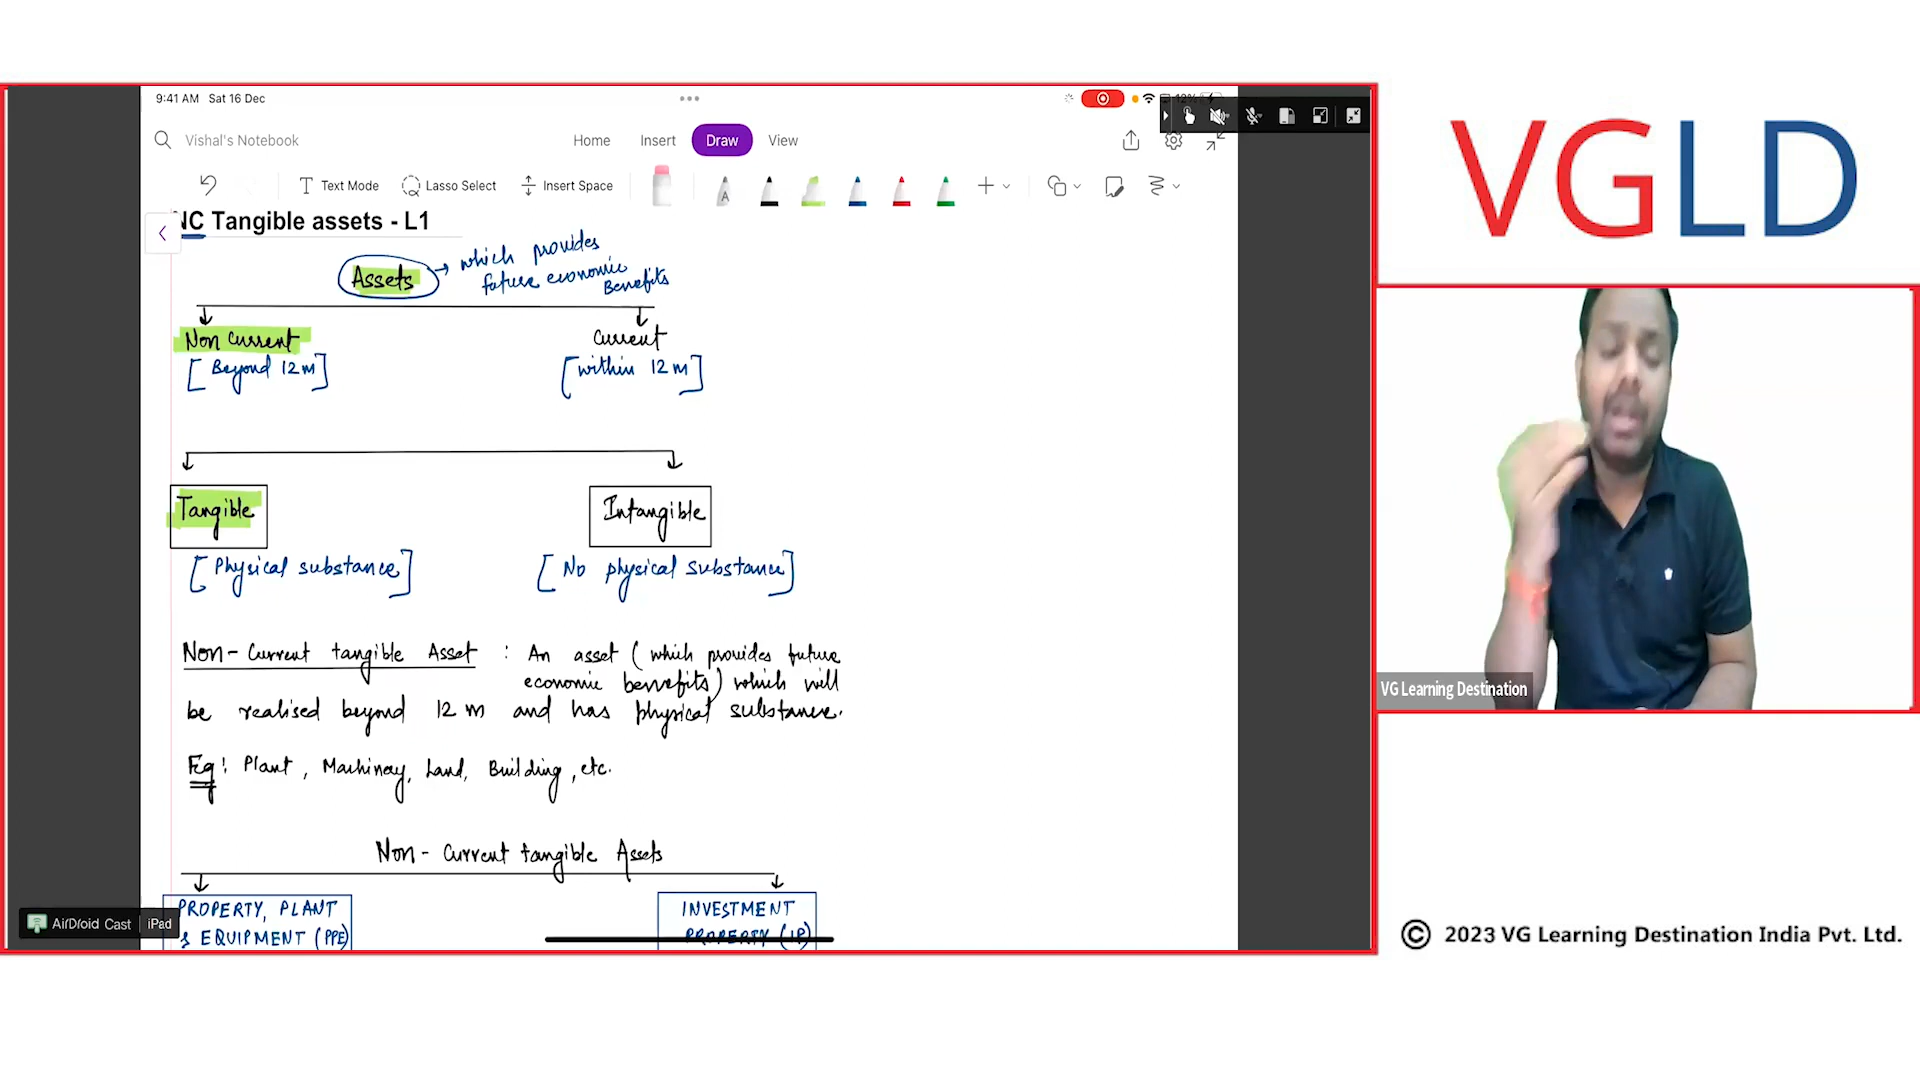 9:41 AM Sat 16 Dec
12%
Vishal's Notebook
Home Insert Draw View
Text Mode Lasso Select Insert Space
NC Tangible assets - L1
Assets → which provides
future economic
Benefits
Non Current Current
[Beyond 12m] [within 12 m]
Tangible Intangible
[Physical substance] [No physical substance]
Non-Current tangible Asset : An asset (which provides future
economic benefits) which will
be realised beyond 12 m and has physical substance.
Eg: Plant, Machinery, Land, Building, etc.
Non-Current tangible Assets
PROPERTY, PLANT INVESTMENT
& EQUIPMENT (PPE) PROPERTY (IP)
AirDroid Cast iPad
VGLD
VG Learning Destination
© 2023 VG Learning Destination India Pvt. Ltd.